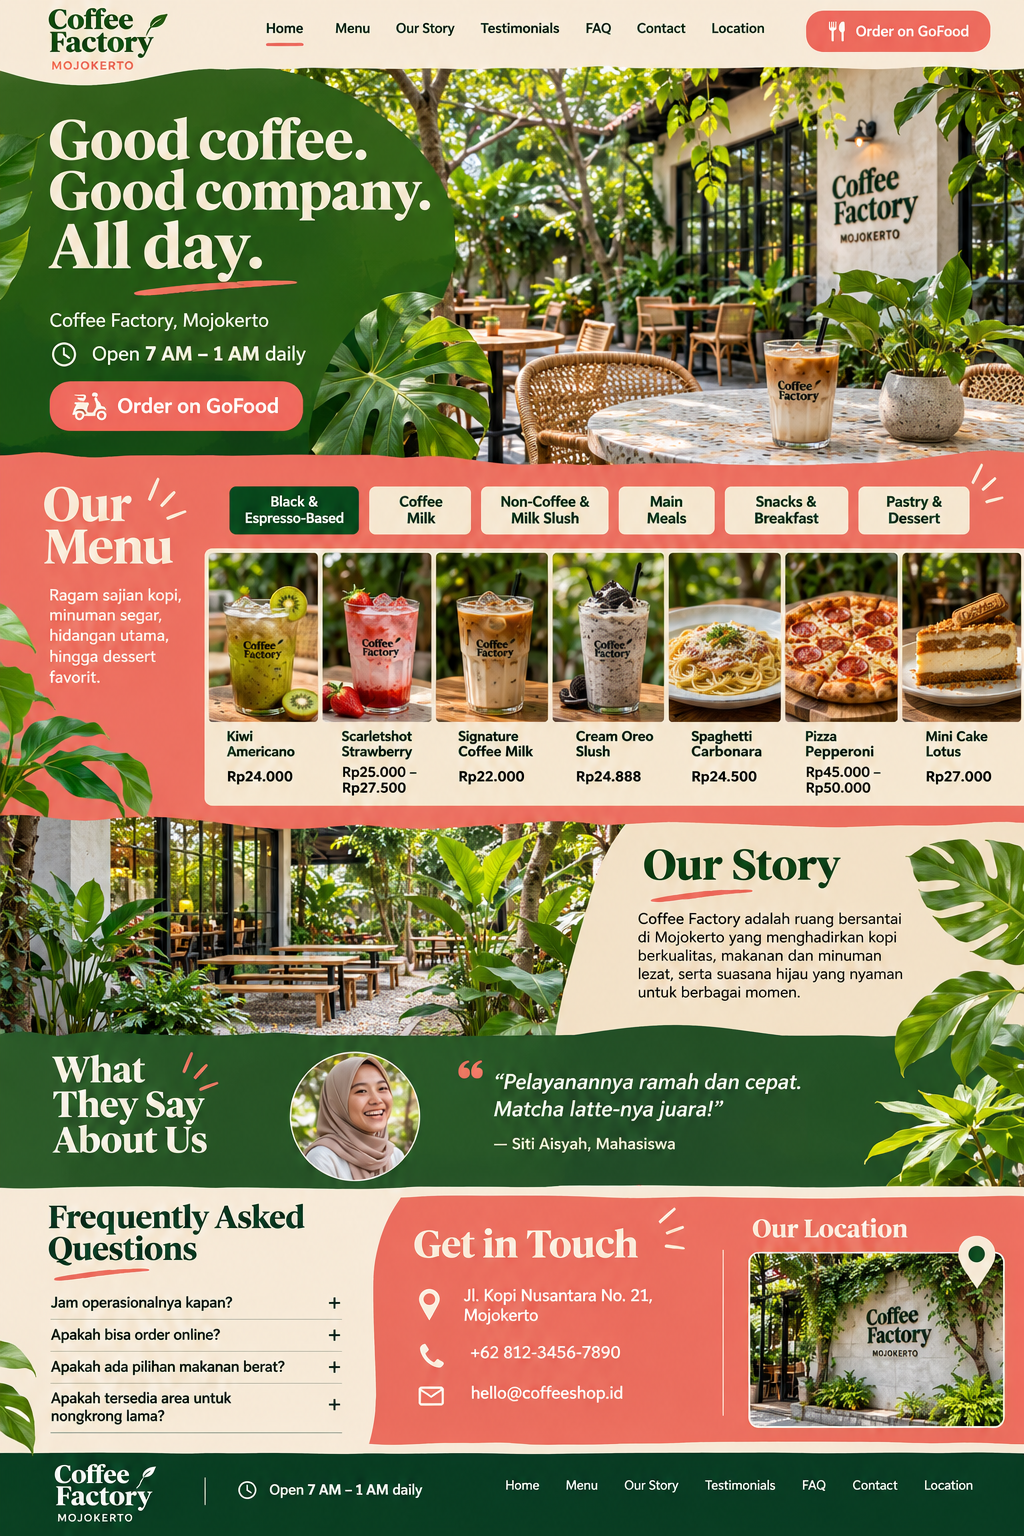 Coffee
Factory
MOJOKERTO
Home
Menu
Our Story
Testimonials
FAQ
Contact
Location
Order on GoFood
Good coffee.
Good company.
All day.
Coffee Factory, Mojokerto
Open 7 AM – 1 AM daily
Order on GoFood
Coffee
Factory
MOJOKERTO
Coffee
Factory
Our
Menu
Ragam sajian kopi,
minuman segar,
hidangan utama,
hingga dessert
favorit.
Black &
Espresso-Based
Coffee
Milk
Non-Coffee &
Milk Slush
Main
Meals
Snacks &
Breakfast
Pastry &
Dessert
Coffee
Factory
Coffee
Factory
Coffee
Factory
Coffee
Factory
Kiwi
Americano
Rp24.000
Scarletshot
Strawberry
Rp25.000 –
Rp27.500
Signature
Coffee Milk
Rp22.000
Cream Oreo
Slush
Rp24.888
Spaghetti
Carbonara
Rp24.500
Pizza
Pepperoni
Rp45.000 –
Rp50.000
Mini Cake
Lotus
Rp27.000
Our Story
Coffee Factory adalah ruang bersantai
di Mojokerto yang menghadirkan kopi
berkualitas, makanan dan minuman
lezat, serta suasana hijau yang nyaman
untuk berbagai momen.
What
They Say
About Us
“Pelayanannya ramah dan cepat.
Matcha latte-nya juara!”
— Siti Aisyah, Mahasiswa
Frequently Asked
Questions
Jam operasionalnya kapan? +
Apakah bisa order online? +
Apakah ada pilihan makanan berat? +
Apakah tersedia area untuk
nongkrong lama? +
Get in Touch
Jl. Kopi Nusantara No. 21,
Mojokerto
+62 812-3456-7890
hello@coffeeshop.id
Our Location
Coffee
Factory
MOJOKERTO
Coffee
Factory
MOJOKERTO
Open 7 AM – 1 AM daily
Home
Menu
Our Story
Testimonials
FAQ
Contact
Location